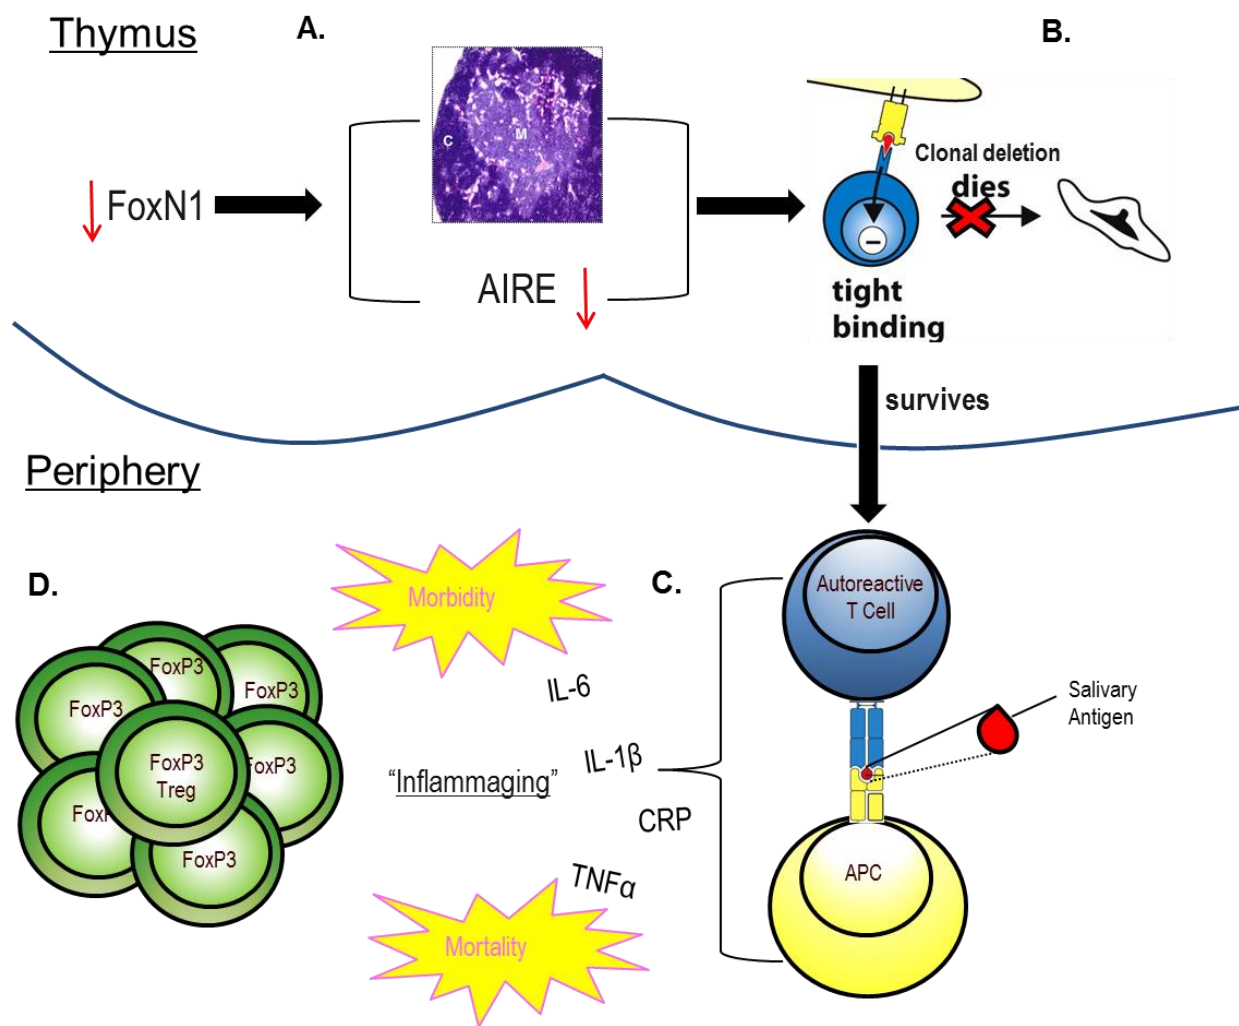 Thymus
A.
B.
C
M
FoxN1
AIRE
Clonal deletion
dies
−
tight
binding
survives
Periphery
D.
FoxP3
FoxP3
FoxP3
FoxP3
Treg
FoxP3
FoxP3
Morbidity
IL-6
IL-1β
"Inflammaging"
CRP
TNFα
Mortality
C.
Autoreactive
T Cell
Salivary
Antigen
APC